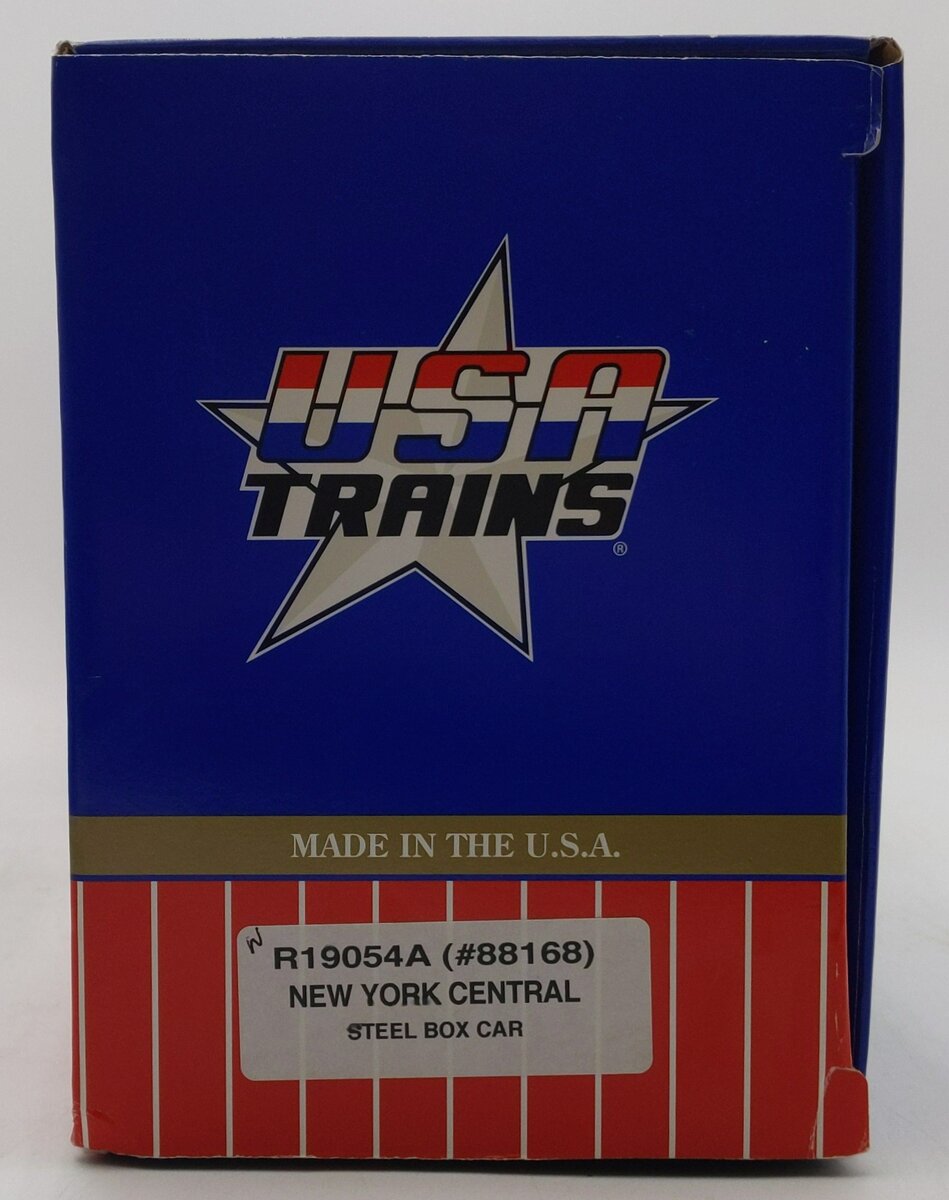 USA
TRAINS
®
MADE IN THE U.S.A.
N
R19054A (#88168)
NEW YORK CENTRAL
STEEL BOX CAR